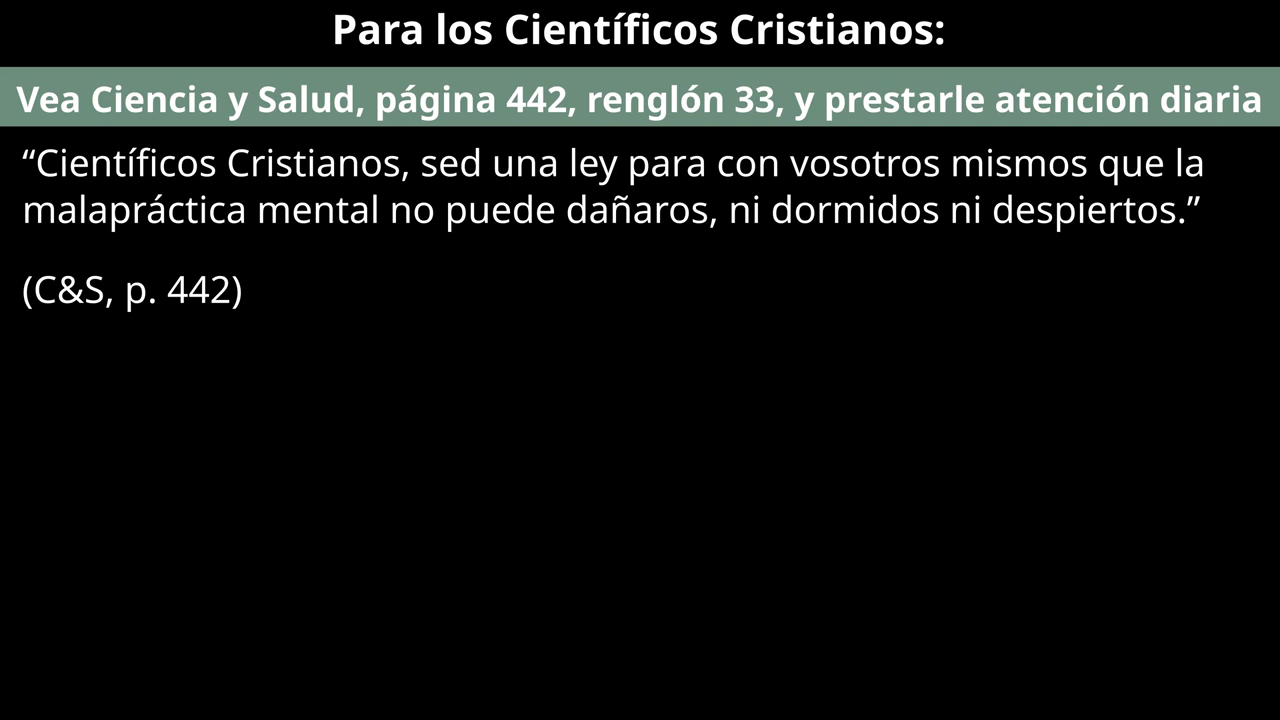 Para los Científicos Cristianos:
Vea Ciencia y Salud, página 442, renglón 33, y prestarle atención diaria
“Científicos Cristianos, sed una ley para con vosotros mismos que la
malapráctica mental no puede dañaros, ni dormidos ni despiertos.”
(C&S, p. 442)